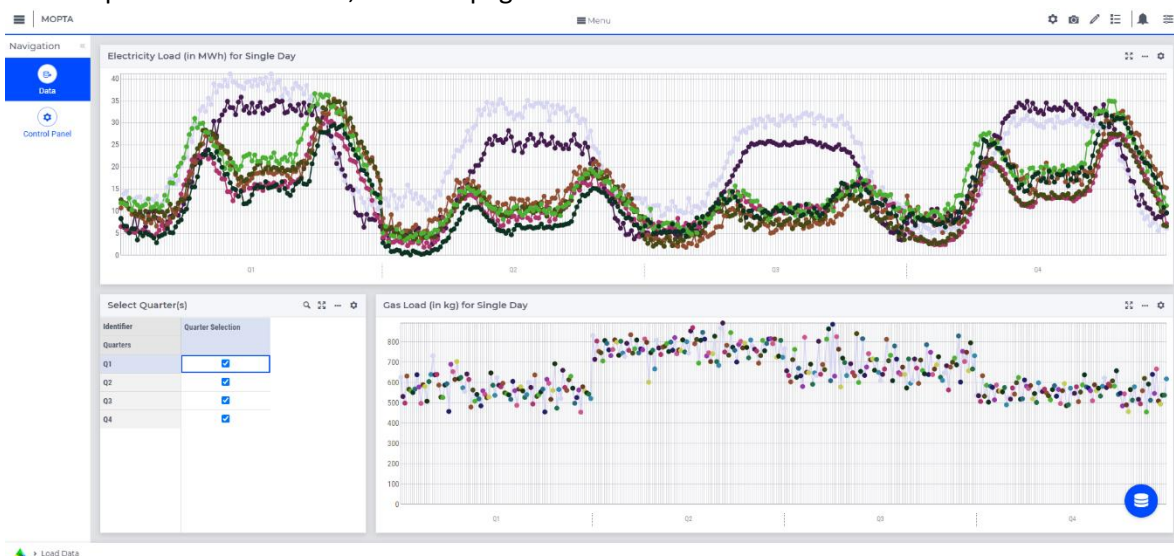 MOPTA
Menu
Navigation
Data
Control Panel
Electricity Load (in MWh) for Single Day
40
35
30
25
20
15
10
5
0
Q1
Q2
Q3
Q4
Select Quarter(s)
Identifier
Quarter Selection
Quarters
Q1
Q2
Q3
Q4
Gas Load (in kg) for Single Day
800
700
600
500
400
300
200
100
0
Q1
Q2
Q3
Q4
Load Data